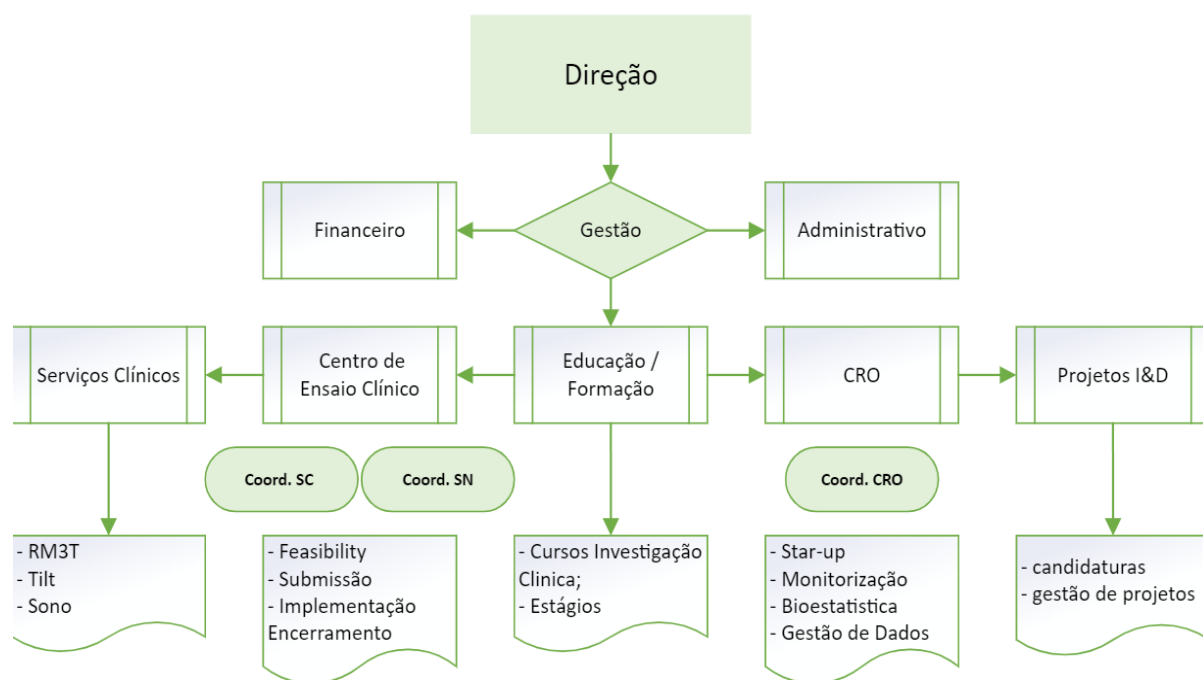 Direção
Financeiro
Gestão
Administrativo
Serviços Clínicos
Centro de
Ensaio Clínico
Educação /
Formação
CRO
Projetos I&D
Coord. SC
Coord. SN
Coord. CRO
- RM3T
- Tilt
- Sono
- Feasibility
- Submissão
- Implementação
Encerramento
- Cursos Investigação
Clinica;
- Estágios
- Star-up
- Monitorização
- Bioestatistica
- Gestão de Dados
- candidaturas
- gestão de projetos